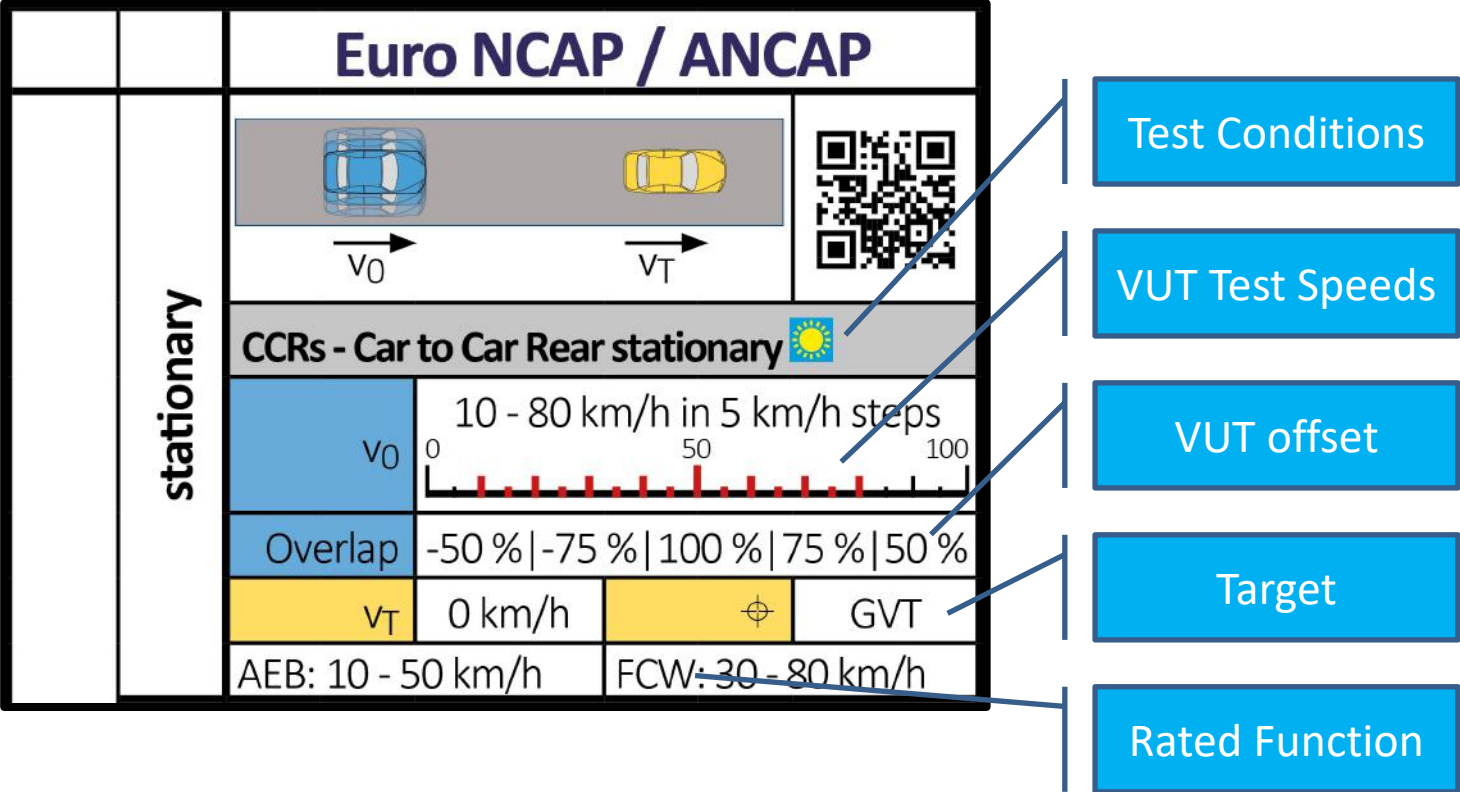 Euro NCAP / ANCAP
stationary
v0
vT
CCRs - Car to Car Rear stationary
v0
10 - 80 km/h in 5 km/h steps
0 50 100
Overlap
-50 %|-75 %|100 %|75 %|50 %
vT
0 km/h
GVT
AEB: 10 - 50 km/h
FCW: 30 - 80 km/h
Test Conditions
VUT Test Speeds
VUT offset
Target
Rated Function